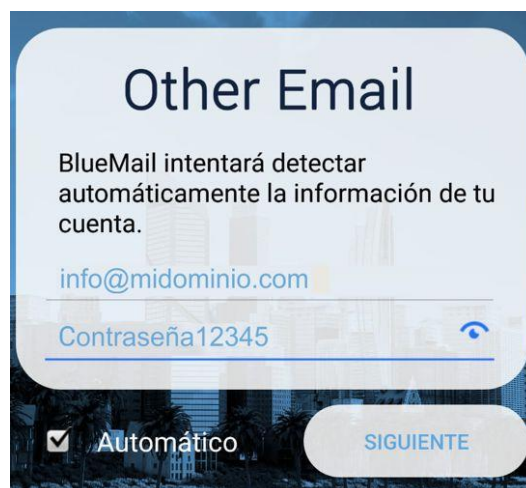 Other Email
BlueMail intentará detectar
automáticamente la información de tu
cuenta.
info@midominio.com
Contraseña12345
Automático
SIGUIENTE